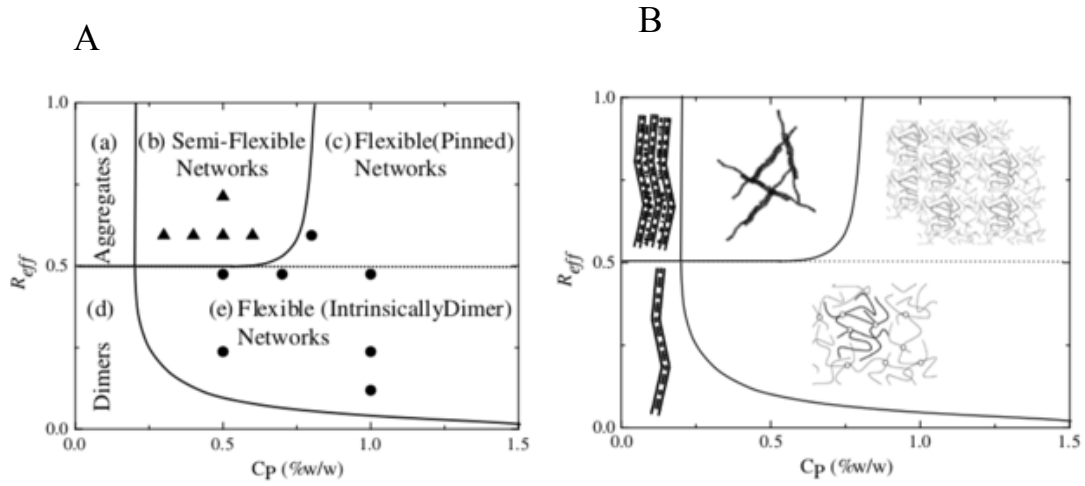 A
B
1.0
(a)
(b) Semi-Flexible
Networks
(c) Flexible(Pinned)
Networks
Aggregates
R_eff
0.5
(d)
(e) Flexible (IntrinsicallyDimer)
Networks
Dimers
0.0
0.0
0.5
1.0
1.5
C_P (%w/w)
1.0
R_eff
0.5
0.0
0.0
0.5
1.0
1.5
C_P (%w/w)